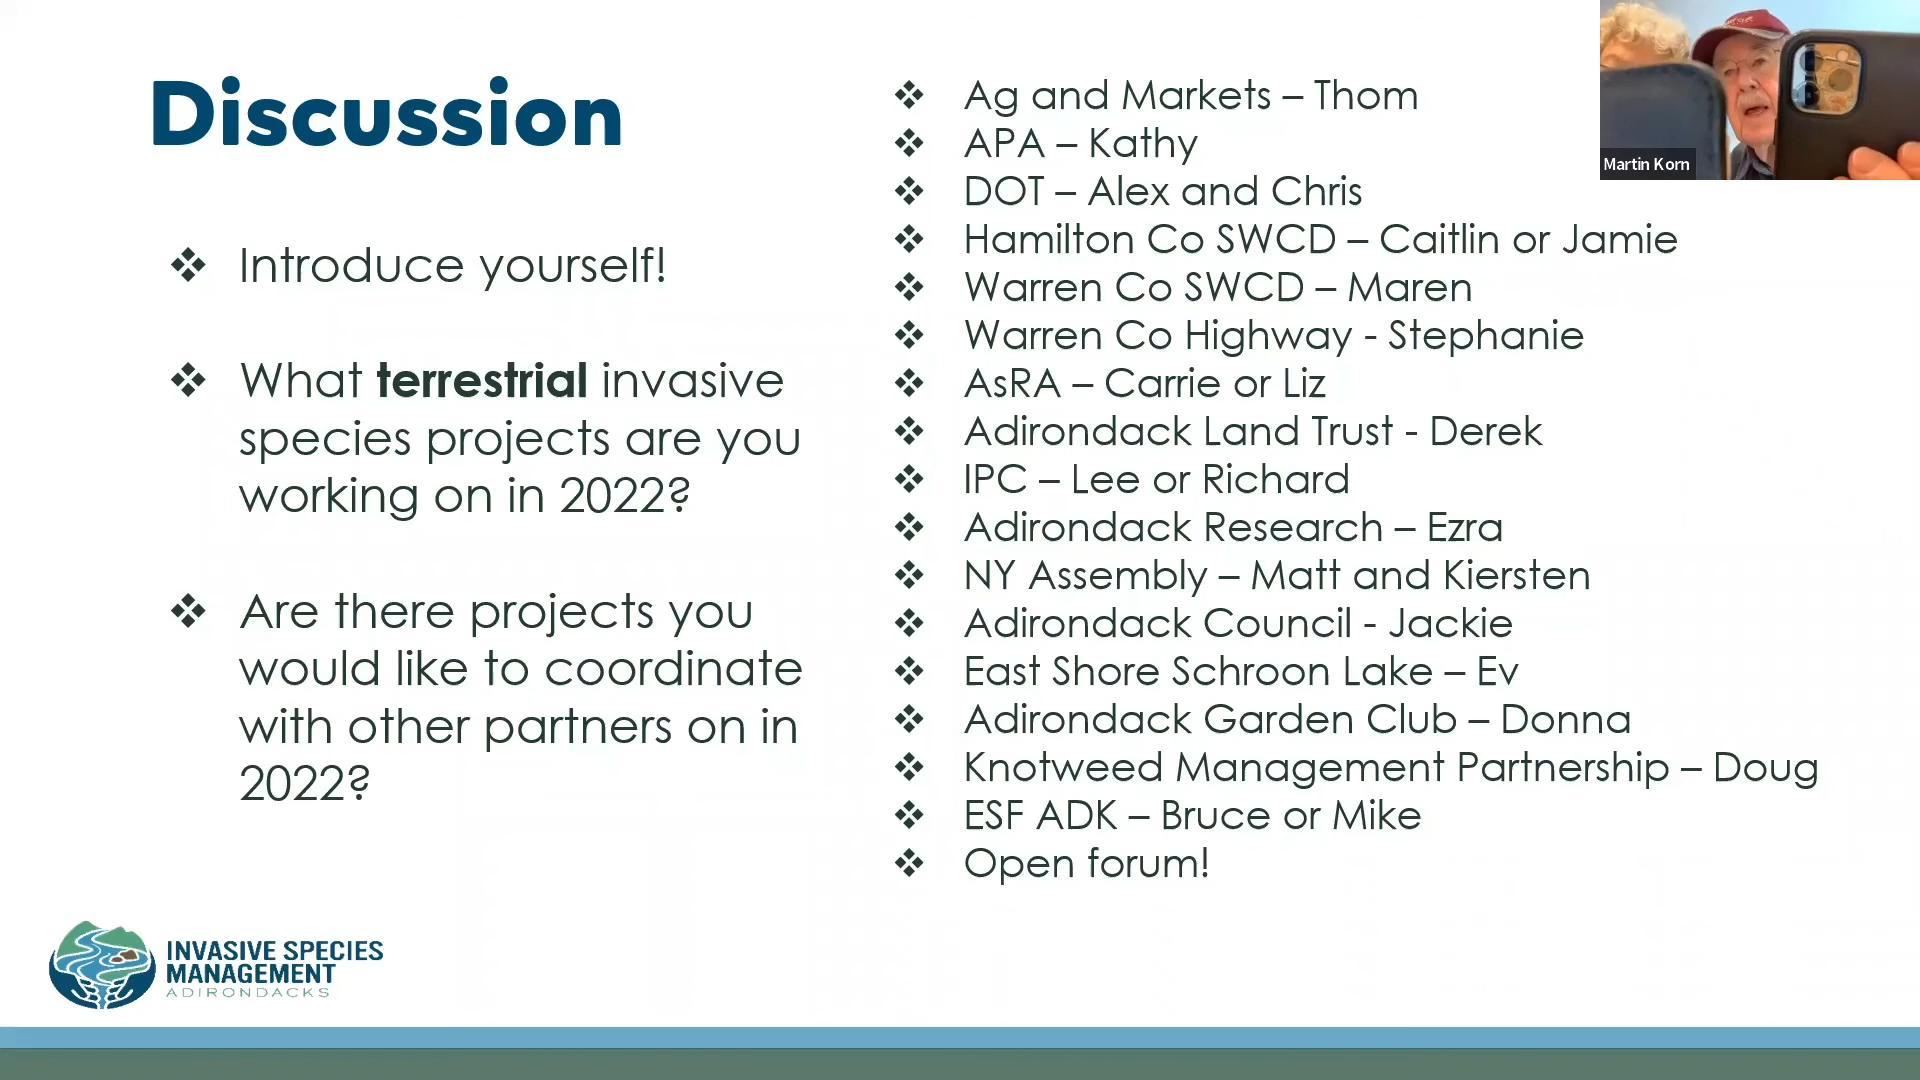 Discussion
❖ Introduce yourself!
❖ What terrestrial invasive
species projects are you
working on in 2022?
❖ Are there projects you
would like to coordinate
with other partners on in
2022?
❖ Ag and Markets – Thom
❖ APA – Kathy
❖ DOT – Alex and Chris
❖ Hamilton Co SWCD – Caitlin or Jamie
❖ Warren Co SWCD – Maren
❖ Warren Co Highway - Stephanie
❖ AsRA – Carrie or Liz
❖ Adirondack Land Trust - Derek
❖ IPC – Lee or Richard
❖ Adirondack Research – Ezra
❖ NY Assembly – Matt and Kiersten
❖ Adirondack Council - Jackie
❖ East Shore Schroon Lake – Ev
❖ Adirondack Garden Club – Donna
❖ Knotweed Management Partnership – Doug
❖ ESF ADK – Bruce or Mike
❖ Open forum!
Martin Korn
INVASIVE SPECIES
MANAGEMENT
ADIRONDACKS